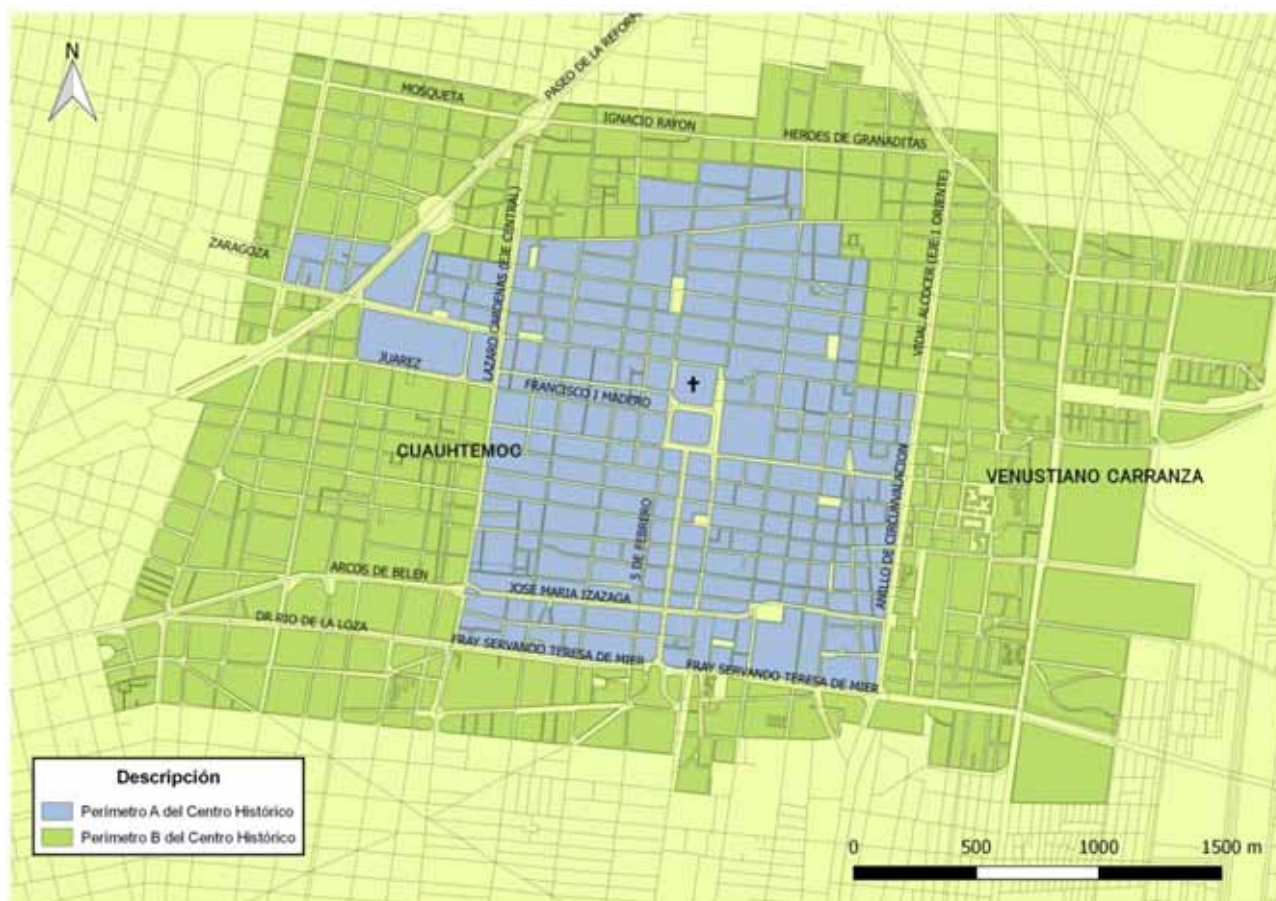 N
PASEO DE LA REFORMA
MOSQUETA
IGNACIO RAYON
HEROES DE GRANADITAS
ZARAGOZA
LAZARO CARDENAS (EJE CENTRAL)
VIDAL ALCOCER (EJE 1 ORIENTE)
JUAREZ
FRANCISCO I MADERO
CUAUHTEMOC
VENUSTIANO CARRANZA
ANILLO DE CIRCUNVALACION
5 DE FEBRERO
ARCOS DE BELEN
JOSE MARIA IZAZAGA
DR RIO DE LA LOZA
FRAY SERVANDO TERESA DE MIER
FRAY SERVANDO TERESA DE MIER
Descripción
Perímetro A del Centro Histórico
Perímetro B del Centro Histórico
0 500 1000 1500 m